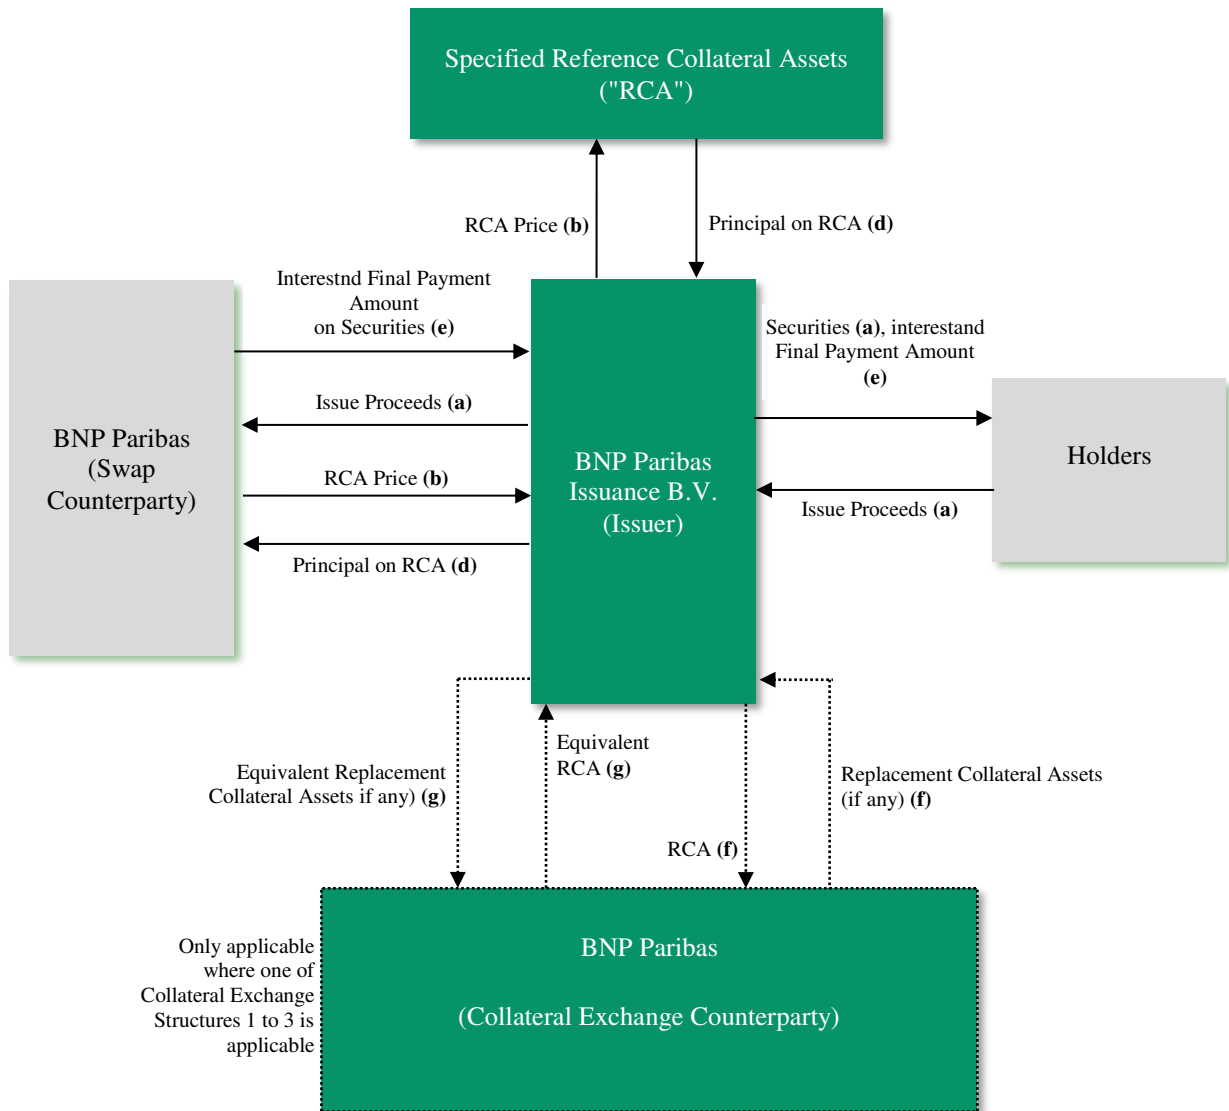 Specified Reference Collateral Assets
("RCA")
RCA Price (b)
Principal on RCA (d)
Interestnd Final Payment
Amount
on Securities (e)
Securities (a), interestand
Final Payment Amount
(e)
Issue Proceeds (a)
BNP Paribas
(Swap
Counterparty)
RCA Price (b)
Principal on RCA (d)
BNP Paribas
Issuance B.V.
(Issuer)
Holders
Issue Proceeds (a)
Equivalent Replacement
Collateral Assets if any) (g)
Equivalent
RCA (g)
RCA (f)
Replacement Collateral Assets
(if any) (f)
Only applicable
where one of
Collateral Exchange
Structures 1 to 3 is
applicable
BNP Paribas
(Collateral Exchange Counterparty)